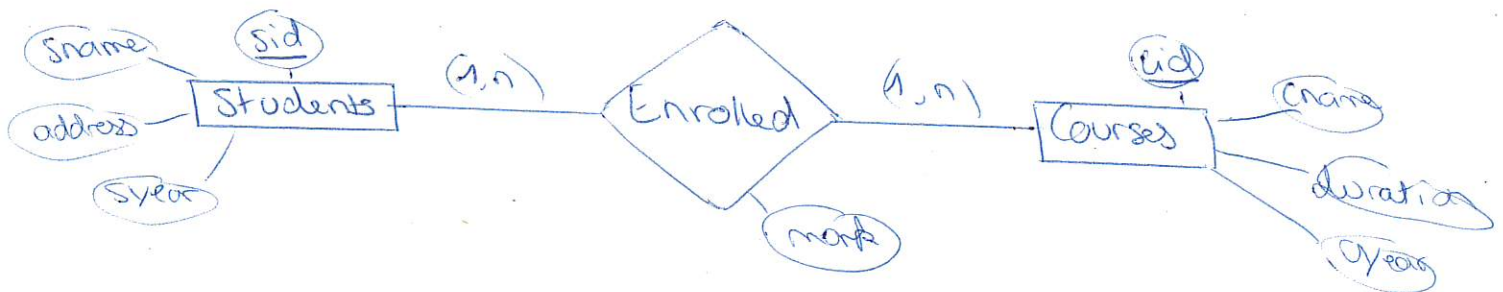 sname
sid
Students
address
syear
(1,n)
Enrolled
mark
(1,n)
cid
Courses
cname
duration
cyear